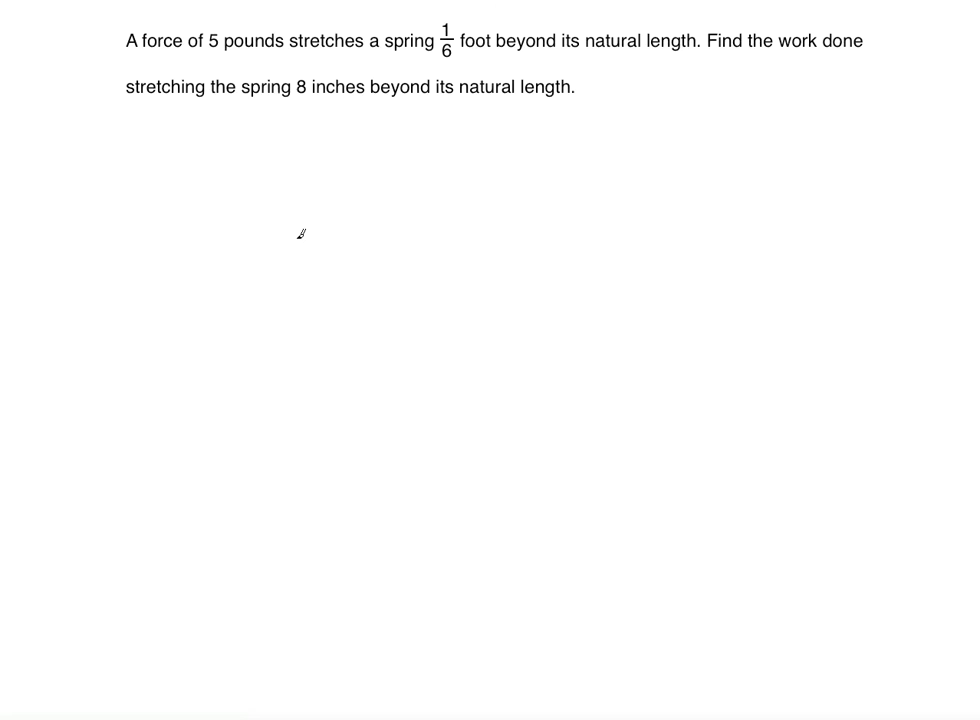 A force of 5 pounds stretches a spring 1/6 foot beyond its natural length. Find the work done
stretching the spring 8 inches beyond its natural length.